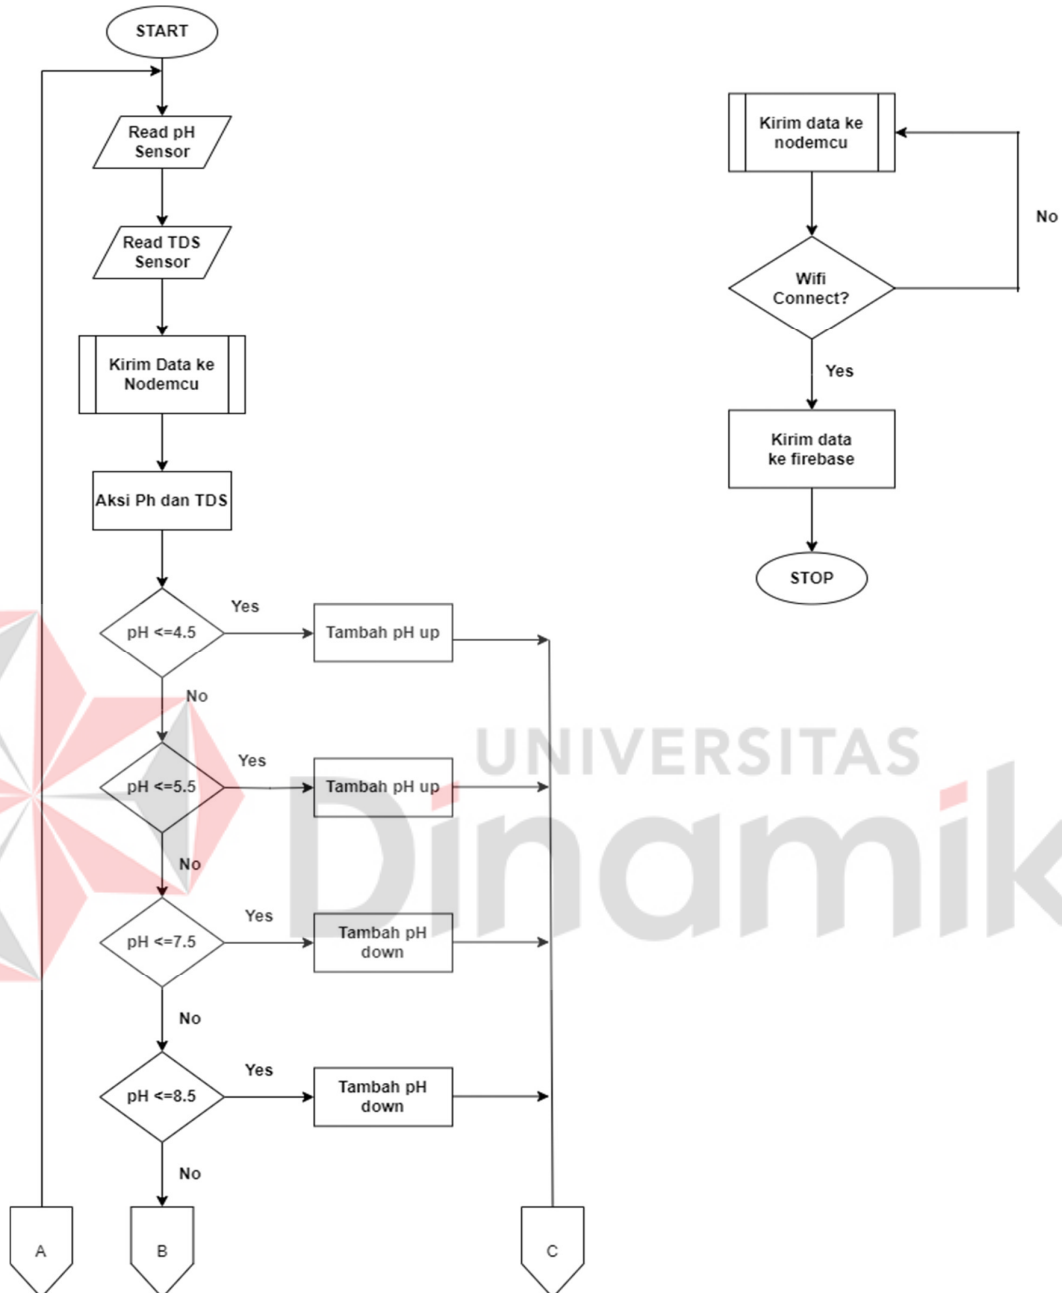 START
Read pH
Sensor
Read TDS
Sensor
Kirim Data ke
Nodemcu
Aksi Ph dan TDS
pH <=4.5
Yes
Tambah pH up
No
pH <=5.5
Yes
Tambah pH up
No
pH <=7.5
Yes
Tambah pH
down
No
pH <=8.5
Yes
Tambah pH
down
No
A
B
C
Kirim data ke
nodemcu
No
Wifi
Connect?
Yes
Kirim data
ke firebase
STOP
UNIVERSITAS
Dinamik